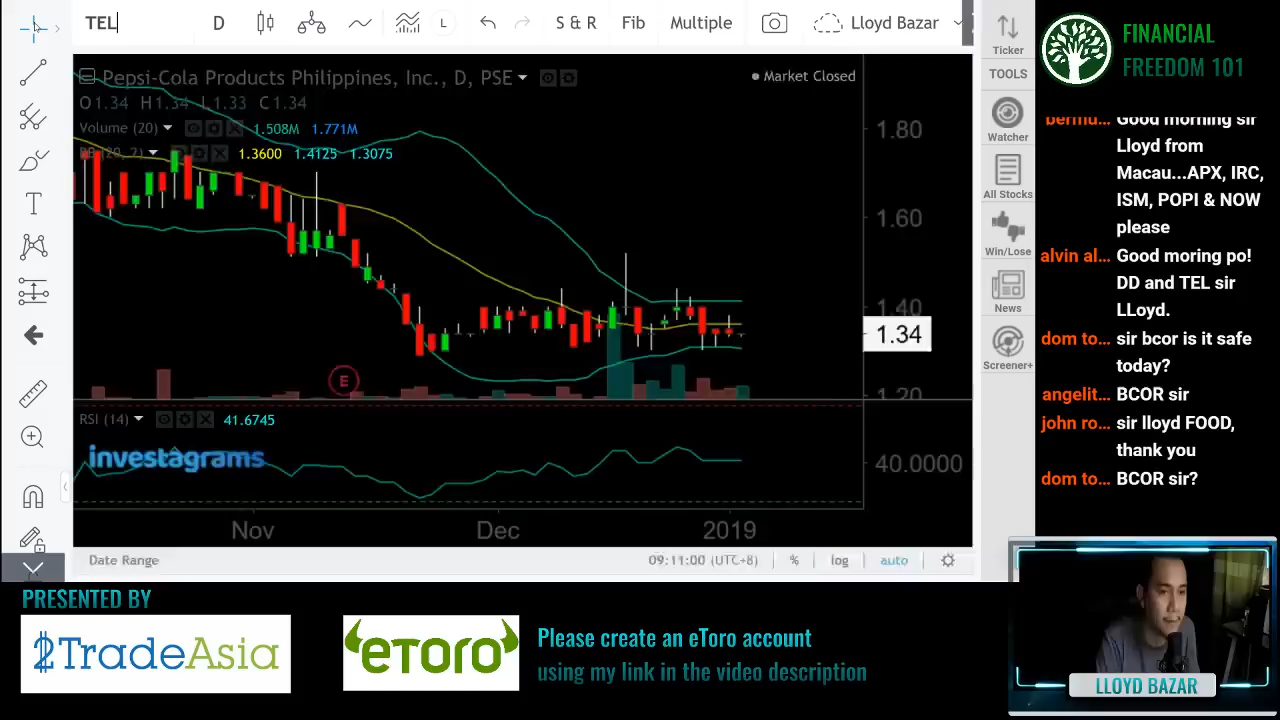 TEL
D
L
S & R
Fib
Multiple
Lloyd Bazar
Pepsi-Cola Products Philippines, Inc., D, PSE
Market Closed
O 1.34 H 1.34 L 1.33 C 1.34
Volume (20) 1.508M 1.771M
1.3600 1.4125 1.3075
1.80
1.60
1.40
1.34
1.20
E
RSI (14) 41.6745
investagrams
40.0000
Nov
Dec
2019
Date Range
09:11:00 (UTC+8)
%
log
auto
Ticker
TOOLS
Watcher
All Stocks
Win/Lose
News
Screener+
FINANCIAL
FREEDOM 101
bermu... Good morning sir
Lloyd from
Macau...APX, IRC,
ISM, POPI & NOW
please
alvin al... Good moring po!
DD and TEL sir
LLoyd.
dom to... sir bcor is it safe
today?
angelit... BCOR sir
john ro... sir lloyd FOOD,
thank you
dom to... BCOR sir?
PRESENTED BY
2TradeAsia
eToro
Please create an eToro account
using my link in the video description
LLOYD BAZAR